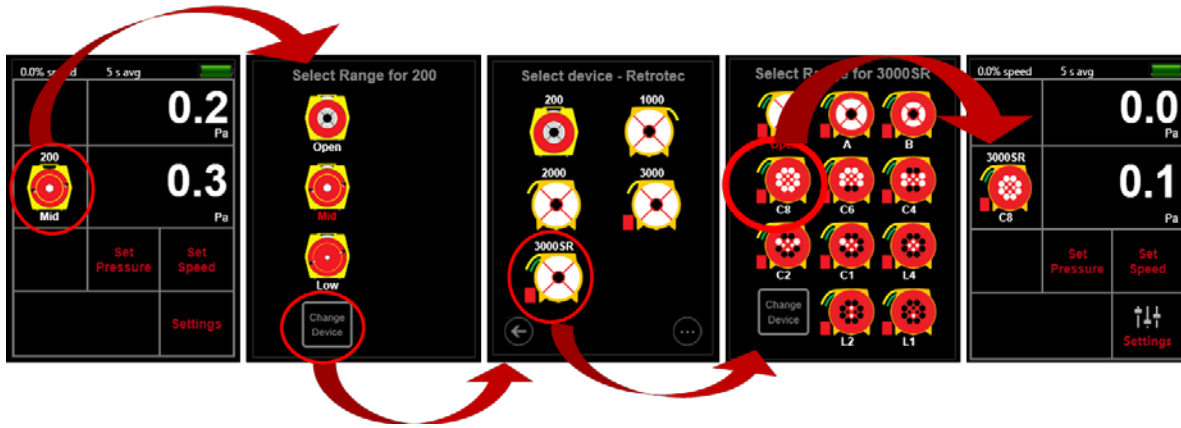 0.0% speed 5 s avg
0.2
Pa
200
Mid
0.3
Pa
Set Pressure
Set Speed
Settings
Select Range for 200
Open
Mid
Low
Change Device
Select device - Retrotec
200 1000
2000 3000
3000SR
Select Range for 3000SR
Open A B
C8 C6 C4
C2 C1 L4
Change Device
L2 L1
0.0% speed 5 s avg
0.0
Pa
3000SR
C8
0.1
Pa
Set Pressure
Set Speed
Settings